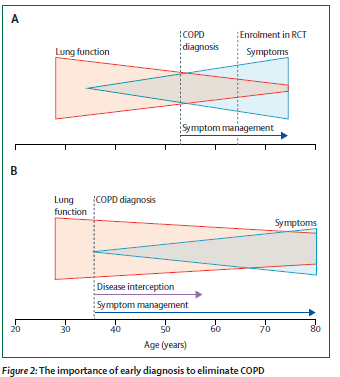 A
COPD
diagnosis
Enrolment in RCT
Lung function
Symptoms
Symptom management
B
Lung
function
COPD diagnosis
Symptoms
Disease interception
Symptom management
20 30 40 50 60 70 80
Age (years)
Figure 2: The importance of early diagnosis to eliminate COPD